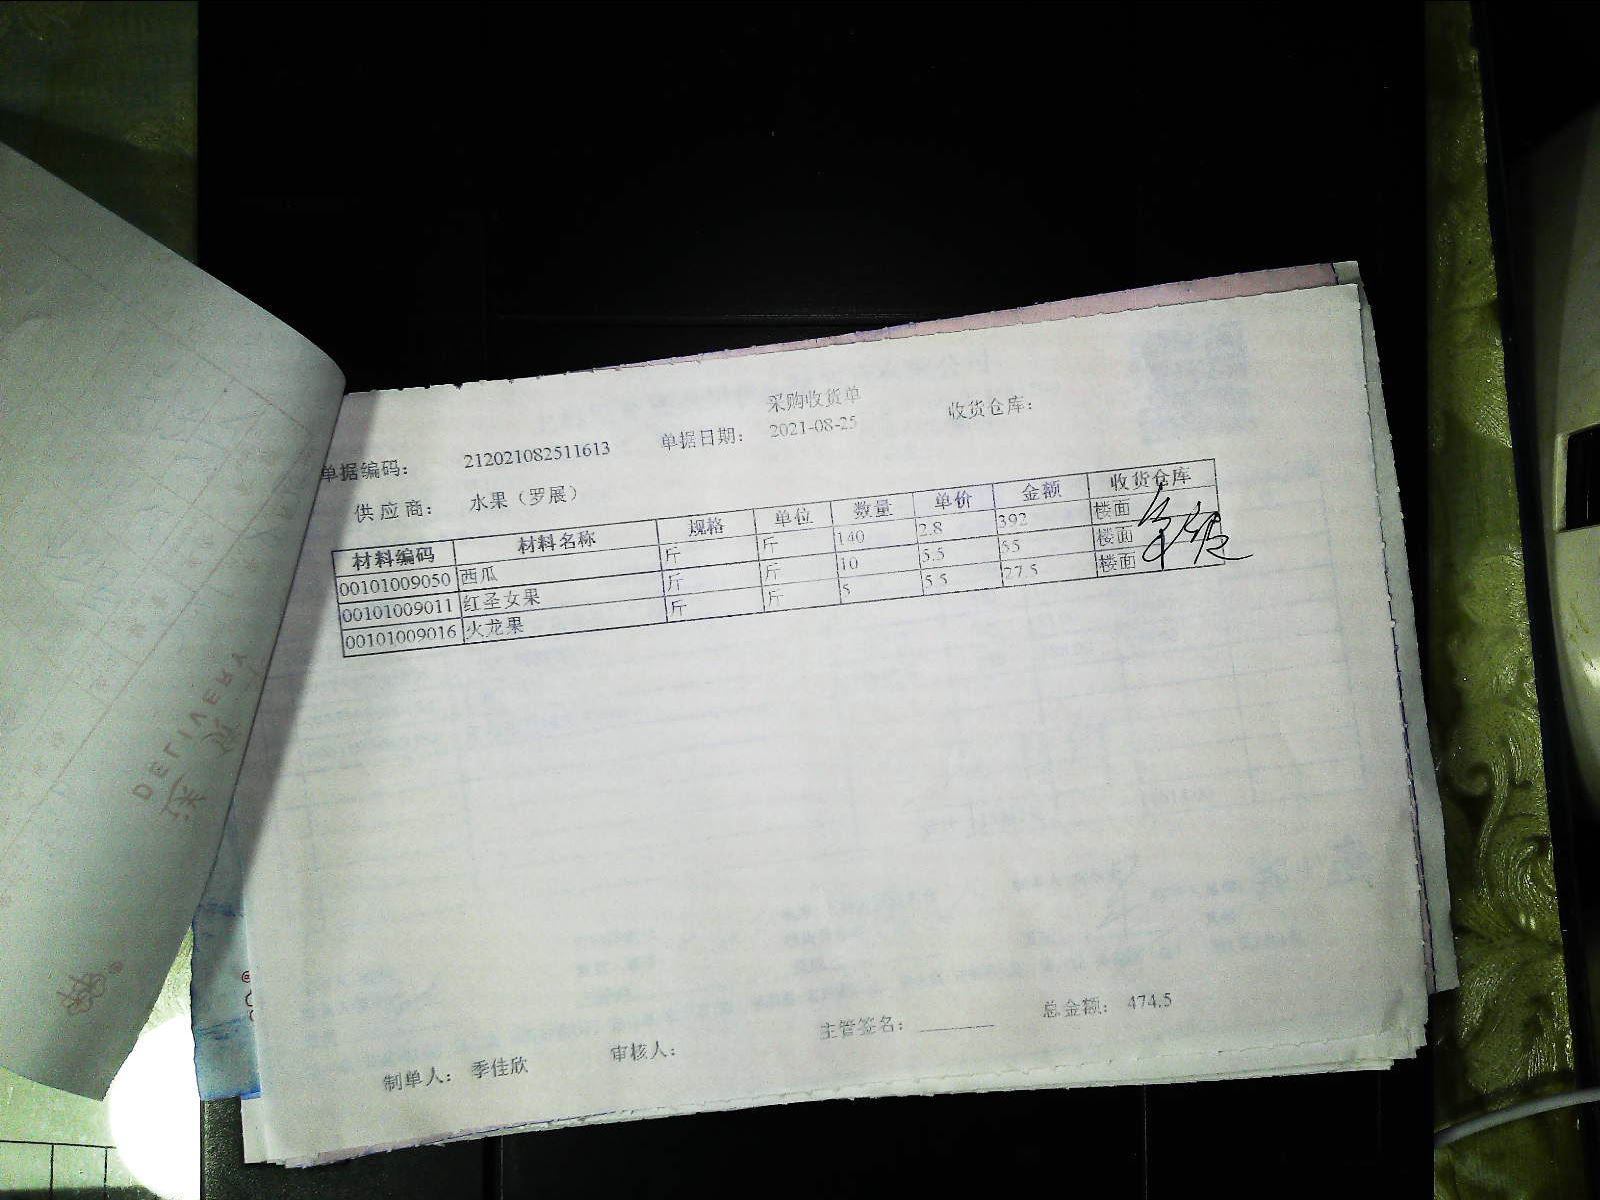 采购收货单
单据编码： 212021082511613 单据日期： 2021-08-25 收货仓库：
供应商： 水果（罗展）
材料编码 材料名称 规格 单位 数量 单价 金额 收货仓库
00101009050 西瓜 斤 斤 140 2.8 392 楼面
00101009011 红圣女果 斤 斤 10 5.5 55 楼面
00101009016 火龙果 斤 斤 5 5.5 27.5 楼面
制单人： 季佳欣 审核人： 主管签名： 总金额： 474.5
DELIVERY
送货